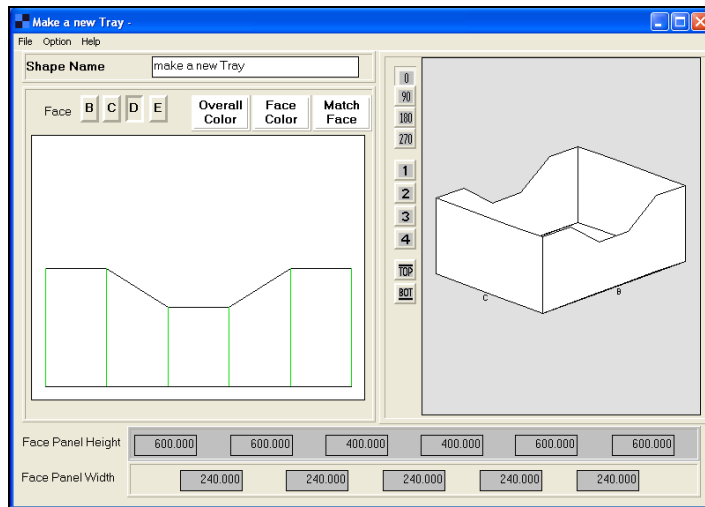 Make a new Tray -
File Option Help
Shape Name make a new Tray
Face B C D E Overall Color Face Color Match Face
0
90
180
270
1
2
3
4
TOP
BOT
C
B
Face Panel Height 600.000 600.000 400.000 400.000 600.000 600.000
Face Panel Width 240.000 240.000 240.000 240.000 240.000